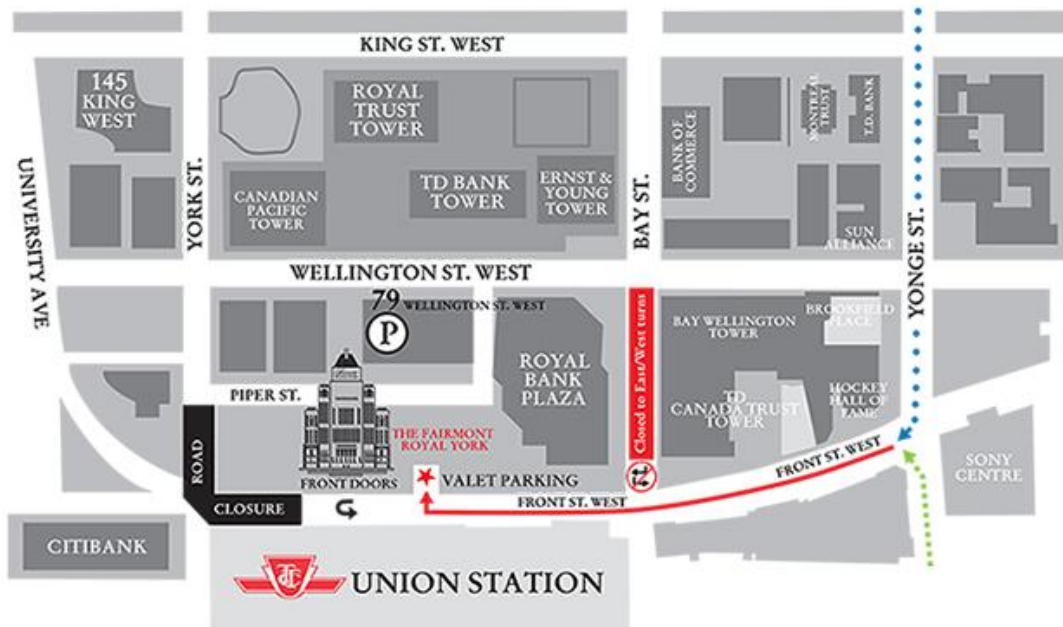 KING ST. WEST
145
KING
WEST
ROYAL
TRUST
TOWER
BANK OF
COMMERCE
MONTREAL
TRUST
T.D. BANK
UNIVERSITY AVE
YORK ST.
CANADIAN
PACIFIC
TOWER
TD BANK
TOWER
ERNST &
YOUNG
TOWER
BAY ST.
SUN
ALLIANCE
YONGE ST.
WELLINGTON ST. WEST
79 WELLINGTON ST. WEST
P
PIPER ST.
ROYAL
BANK
PLAZA
Closed to East/West turns
BAY WELLINGTON
TOWER
BROOKFIELD
PLACE
TD
CANADA TRUST
TOWER
HOCKEY
HALL OF
FAME
THE FAIRMONT
ROYAL YORK
FRONT DOORS
VALET PARKING
FRONT ST. WEST
FRONT ST. WEST
SONY
CENTRE
ROAD
CLOSURE
CITIBANK
TTC
UNION STATION